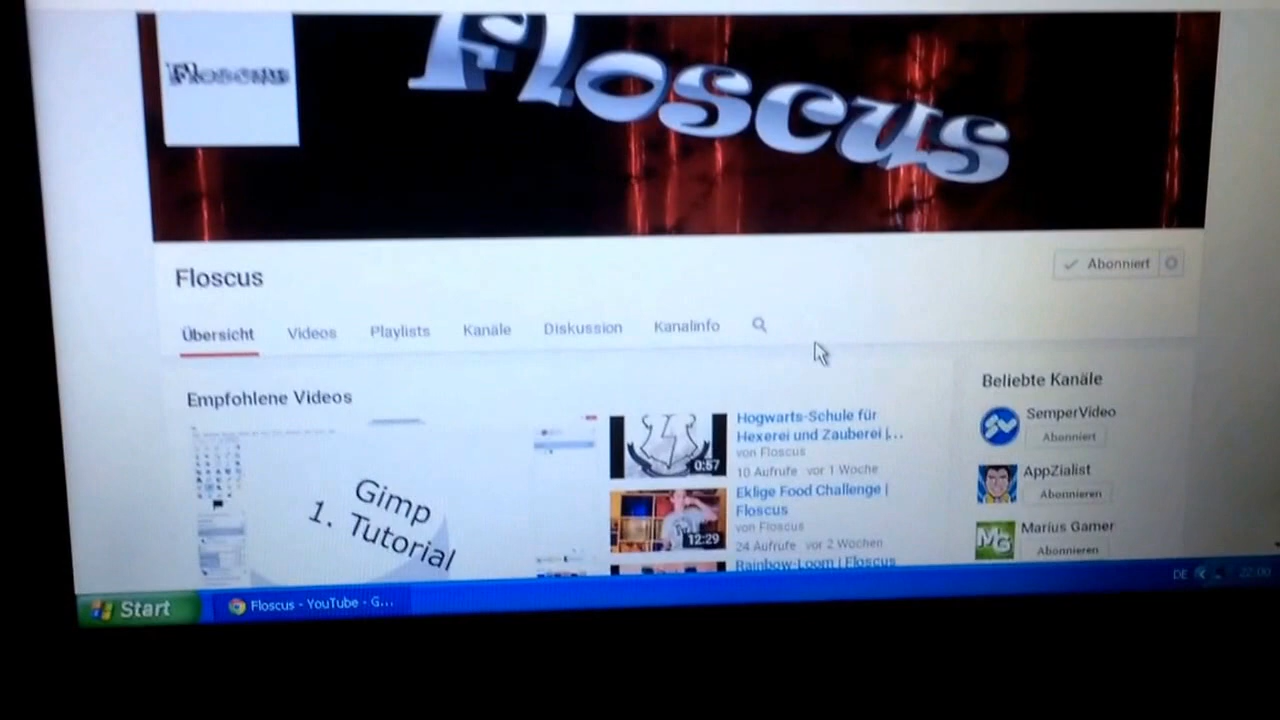 Floscus
Floscus
Floscus
Abonniert
Übersicht Videos Playlists Kanäle Diskussion Kanalinfo
Empfohlene Videos
Gimp
1. Tutorial
Hogwarts-Schule für
Hexerei und Zauberei |...
von Floscus
10 Aufrufe vor 1 Woche
0:57
Eklige Food Challenge |
Floscus
von Floscus
24 Aufrufe vor 2 Wochen
12:29
Rainbow-Loom | Floscus
Beliebte Kanäle
SemperVideo
Abonniert
AppZialist
Abonnieren
MG
Marius Gamer
Abonnieren
Start
Floscus - YouTube - G...
DE
22:00